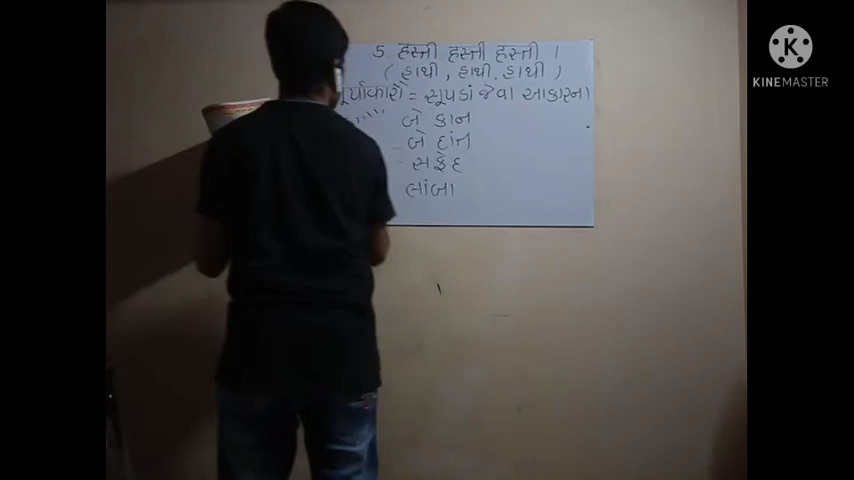 5. હસ્તી હસ્તી હસ્તી ।
( હાથી, હાથી, હાથી )
= સૂપડાં જેવા આકારના
બે કાન
બે દાંત
સફેદ
લાંબા
KINEMASTER